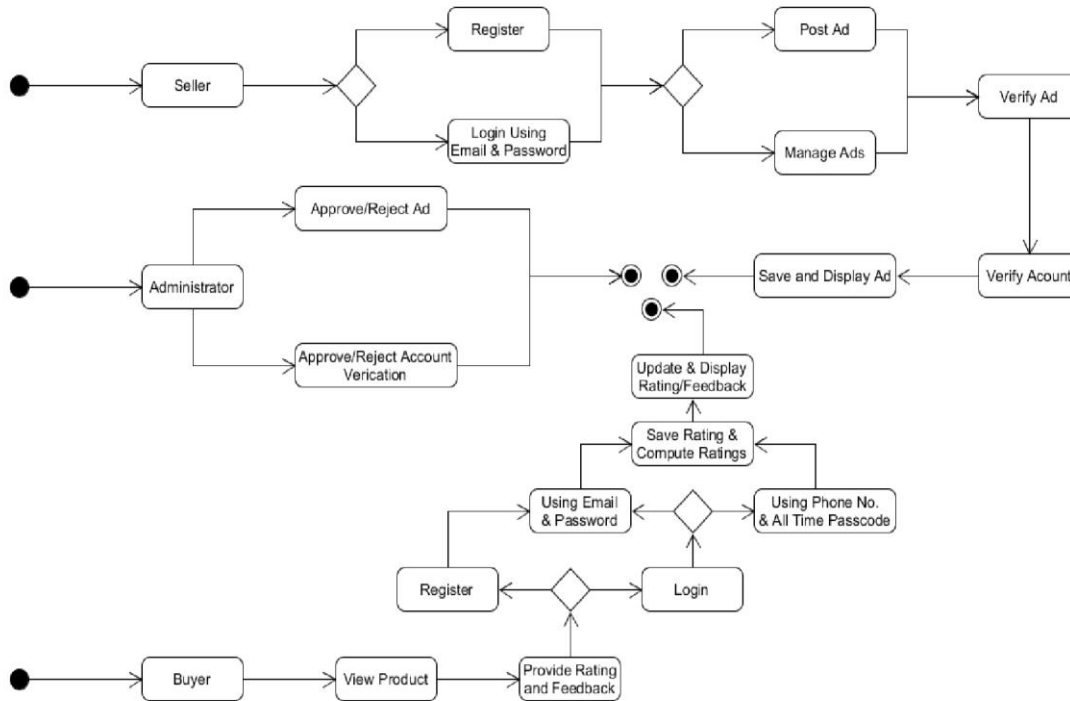 Register
Post Ad
Seller
Verify Ad
Login Using
Email & Password
Manage Ads
Approve/Reject Ad
Administrator
Save and Display Ad
Verify Acount
Approve/Reject Account
Verication
Update & Display
Rating/Feedback
Save Rating &
Compute Ratings
Using Email
& Password
Using Phone No.
& All Time Passcode
Register
Login
Buyer
View Product
Provide Rating
and Feedback